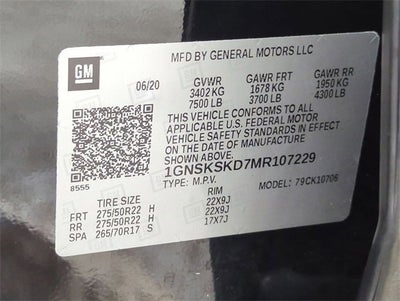 GM
MFD BY GENERAL MOTORS LLC
06/20 GVWR GAWR FRT GAWR RR
3402 KG 1678 KG 1950 KG
7500 LB 3700 LB 4300 LB
THIS VEHICLE CONFORMS TO ALL
APPLICABLE U.S. FEDERAL MOTOR
VEHICLE SAFETY STANDARDS IN EFFECT
ON THE DATE OF MANUFACTURE SHOWN
ABOVE.
1GNSKSKD7MR107229
8555 TYPE: M.P.V. MODEL: 79CK10706
TIRE SIZE RIM
FRT 275/50R22 H 22X9J
RR 275/50R22 H 22X9J
SPA 265/70R17 S 17X7J